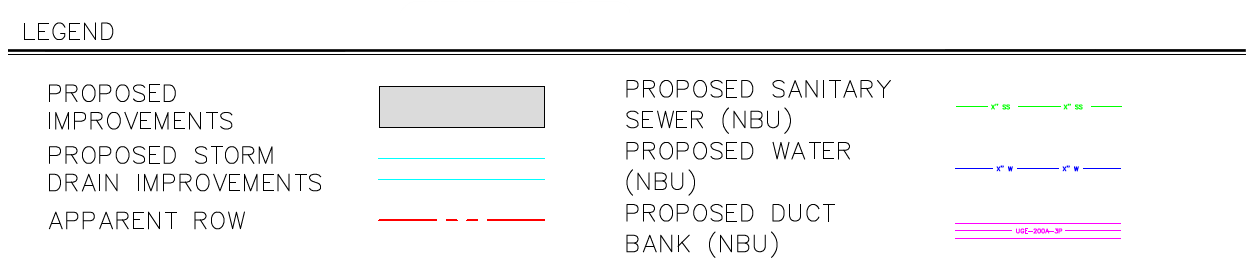 LEGEND
PROPOSED
IMPROVEMENTS
PROPOSED STORM
DRAIN IMPROVEMENTS
APPARENT ROW
PROPOSED SANITARY
SEWER (NBU)
X" SS X" SS
PROPOSED WATER
(NBU)
X" W X" W
PROPOSED DUCT
BANK (NBU)
UGE-200A-3P